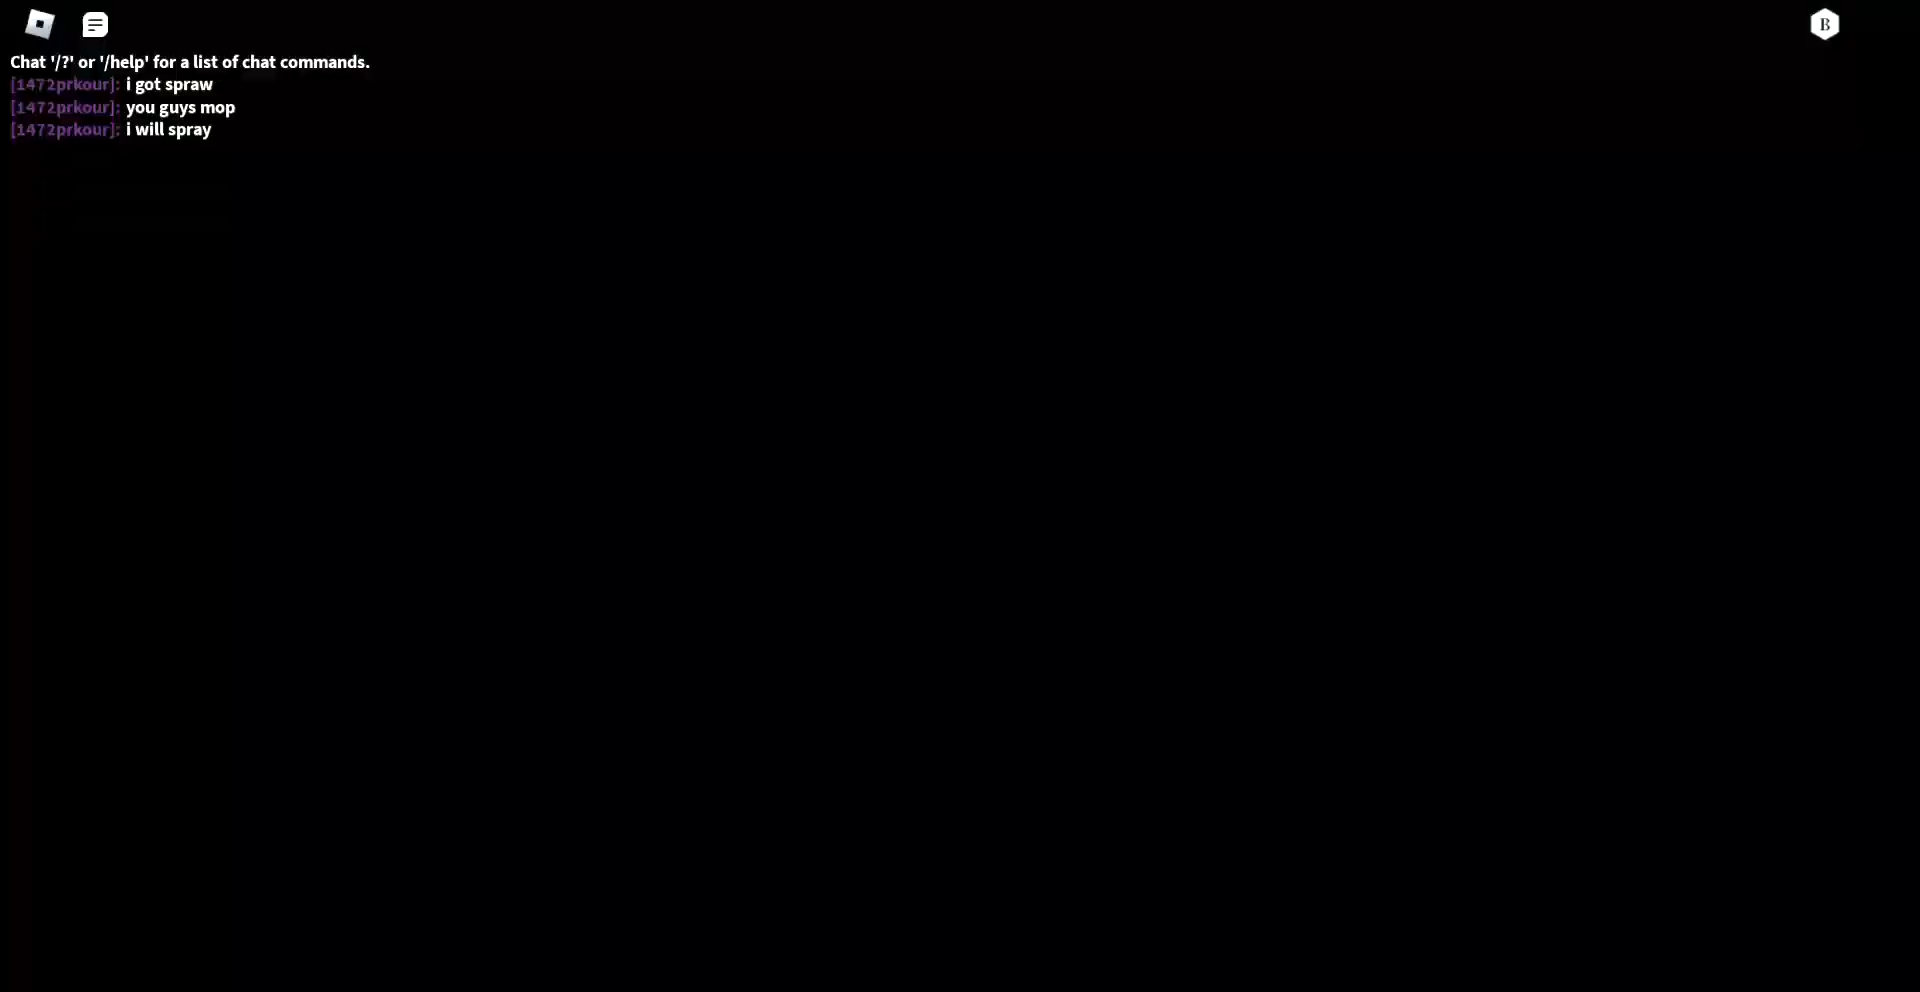 B
Chat '/?' or '/help' for a list of chat commands.
[1472prkour]: i got spraw
[1472prkour]: you guys mop
[1472prkour]: i will spray